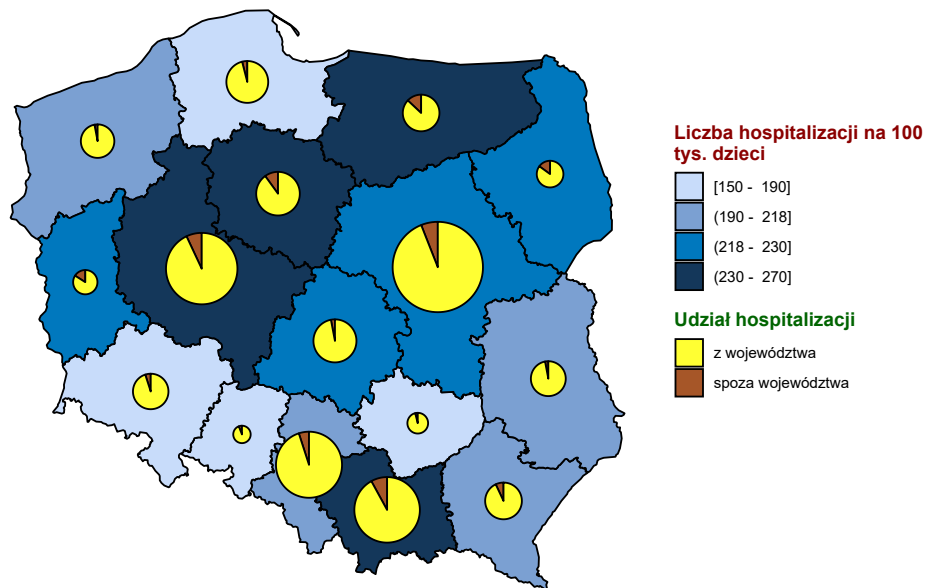 Liczba hospitalizacji na 100
tys. dzieci
[150 - 190]
(190 - 218]
(218 - 230]
(230 - 270]
Udział hospitalizacji
z województwa
spoza województwa